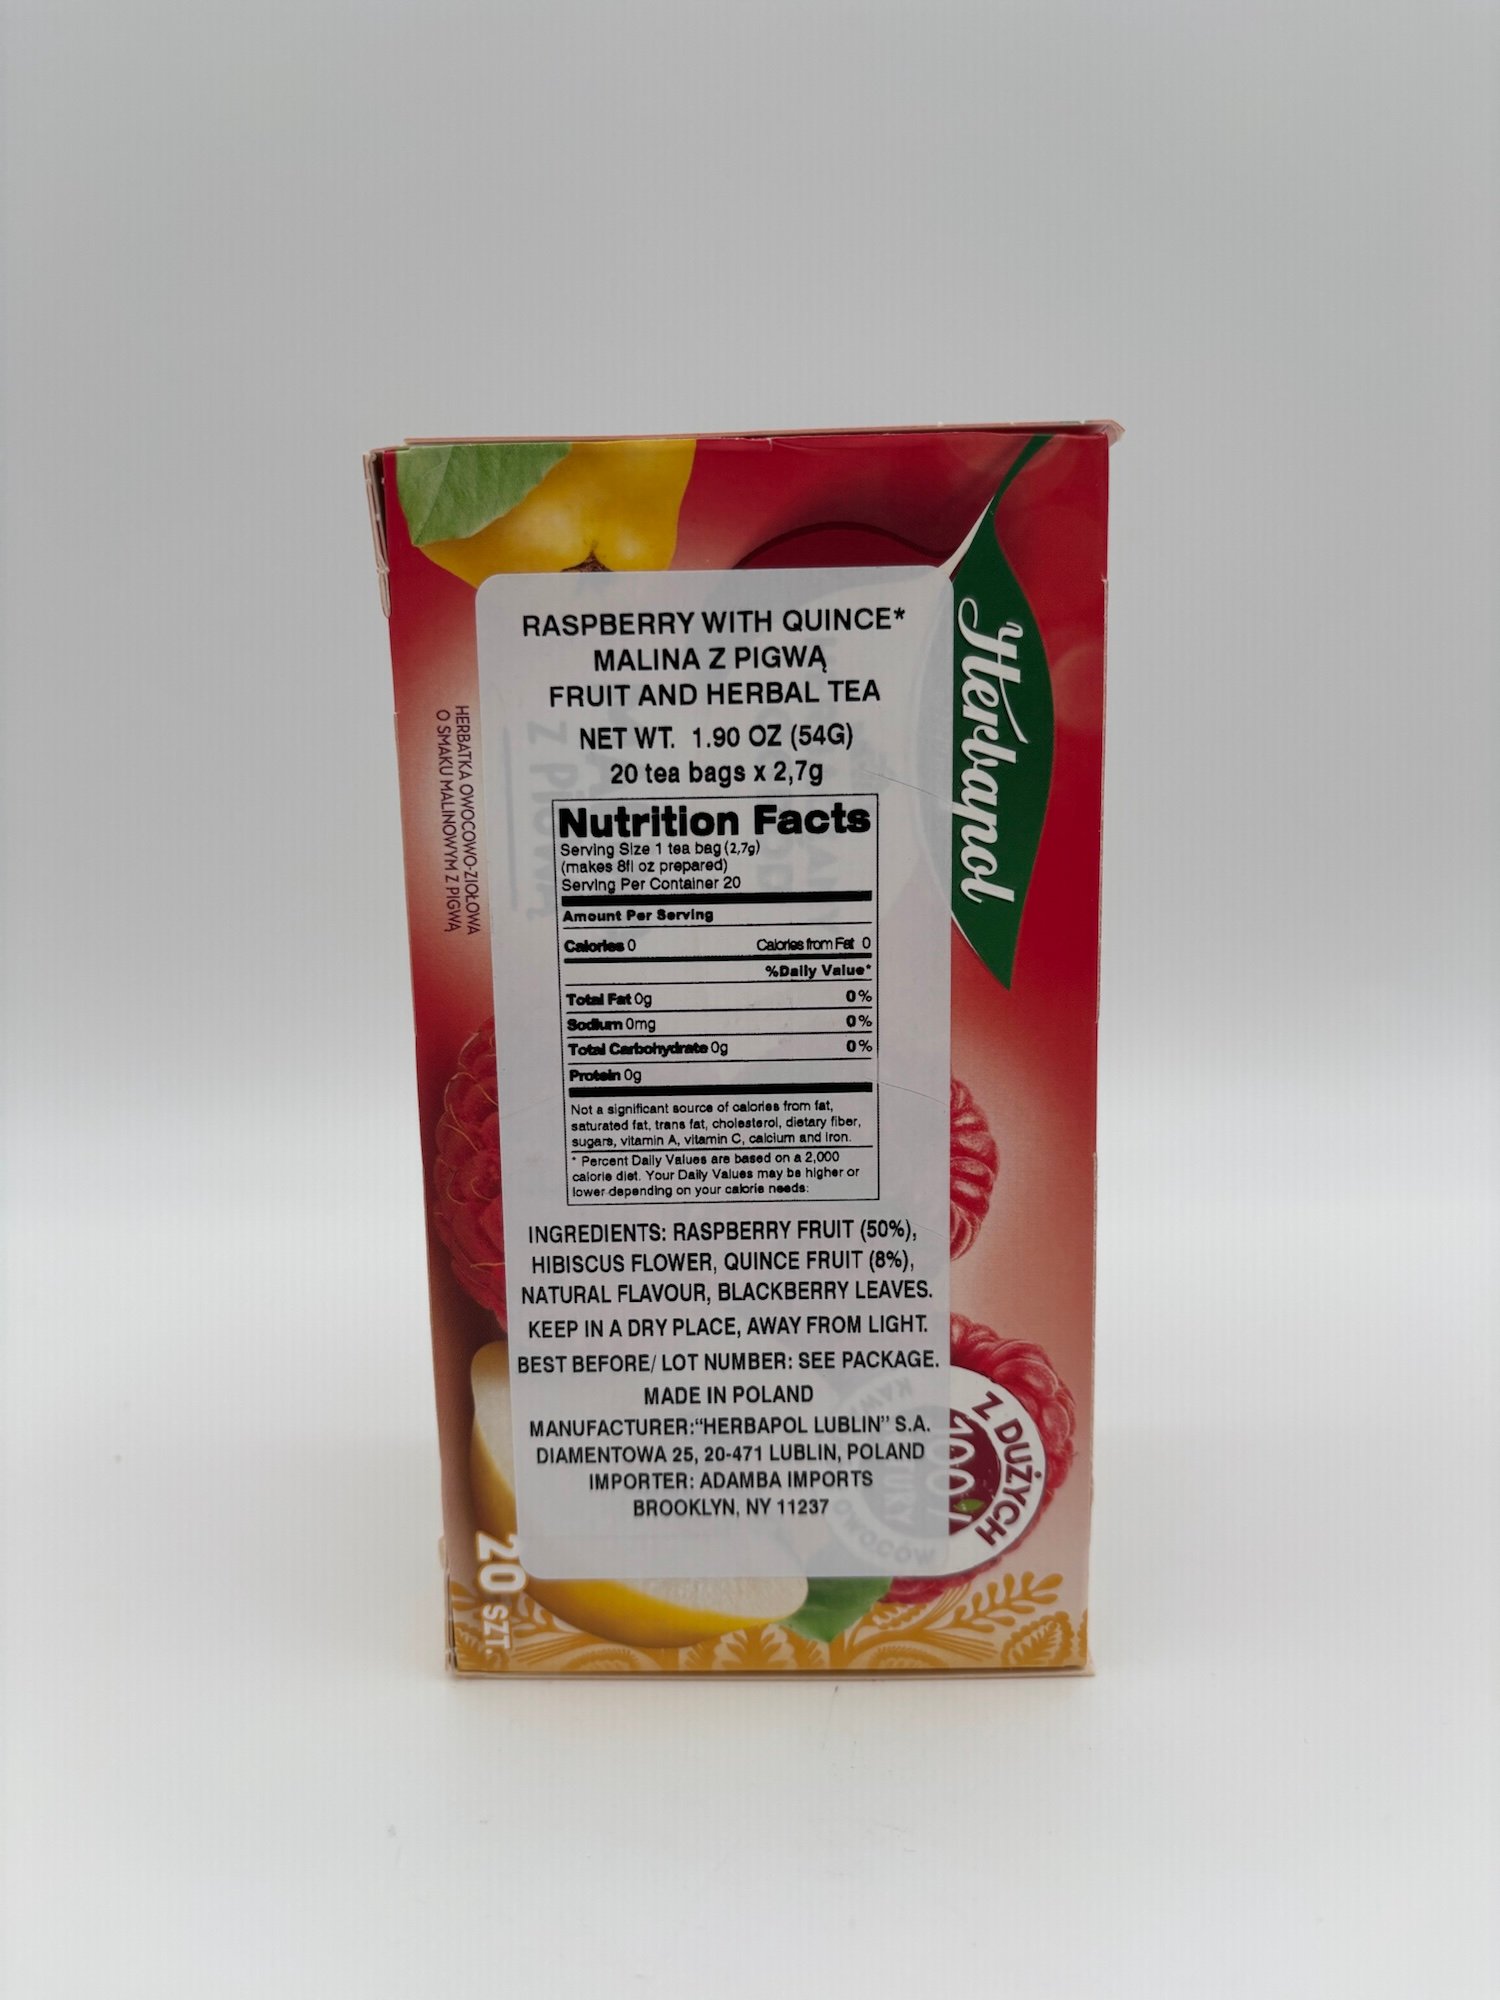 RASPBERRY WITH QUINCE*
MALINA Z PIGWĄ
FRUIT AND HERBAL TEA
NET WT. 1.90 OZ (54G)
20 tea bags x 2,7g
Nutrition Facts
Serving Size 1 tea bag (2,7g)
(makes 8fl oz prepared)
Serving Per Container 20
Amount Per Serving
Calories 0 Calories from Fat 0
%Daily Value*
Total Fat 0g 0%
Sodium 0mg 0%
Total Carbohydrate 0g 0%
Protein 0g
Not a significant source of calories from fat,
saturated fat, trans fat, cholesterol, dietary fiber,
sugars, vitamin A, vitamin C, calcium and iron.
* Percent Daily Values are based on a 2,000
calorie diet. Your Daily Values may be higher or
lower depending on your calorie needs:
INGREDIENTS: RASPBERRY FRUIT (50%),
HIBISCUS FLOWER, QUINCE FRUIT (8%),
NATURAL FLAVOUR, BLACKBERRY LEAVES.
KEEP IN A DRY PLACE, AWAY FROM LIGHT.
BEST BEFORE/ LOT NUMBER: SEE PACKAGE.
MADE IN POLAND
MANUFACTURER:"HERBAPOL LUBLIN" S.A.
DIAMENTOWA 25, 20-471 LUBLIN, POLAND
IMPORTER: ADAMBA IMPORTS
BROOKLYN, NY 11237
Herbapol
HERBATKA OWOCOWO-ZIOŁOWA
O SMAKU MALINOWYM Z PIGWĄ
Z PIGWĄ
Z DUŻYCH
OWOCÓW
20 SZT.